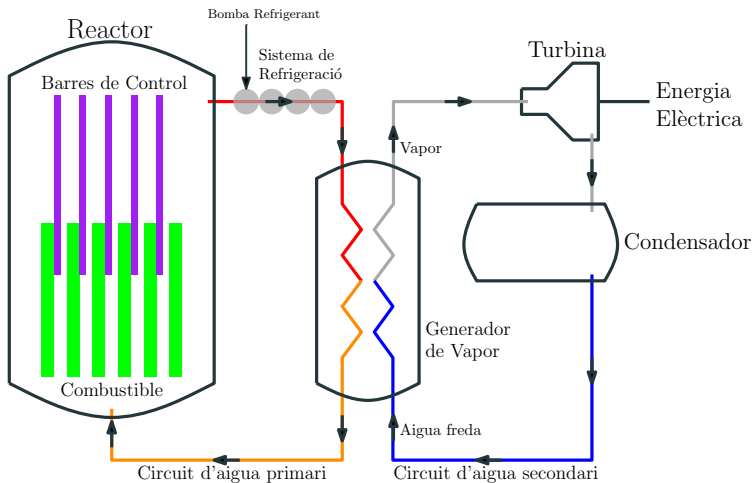 Bomba Refrigerant
Reactor
Sistema de
Refrigeració
Turbina
Barres de Control
Energia
Elèctrica
Vapor
Condensador
Generador
de Vapor
Combustible
Aigua freda
Circuit d'aigua primari
Circuit d'aigua secondari